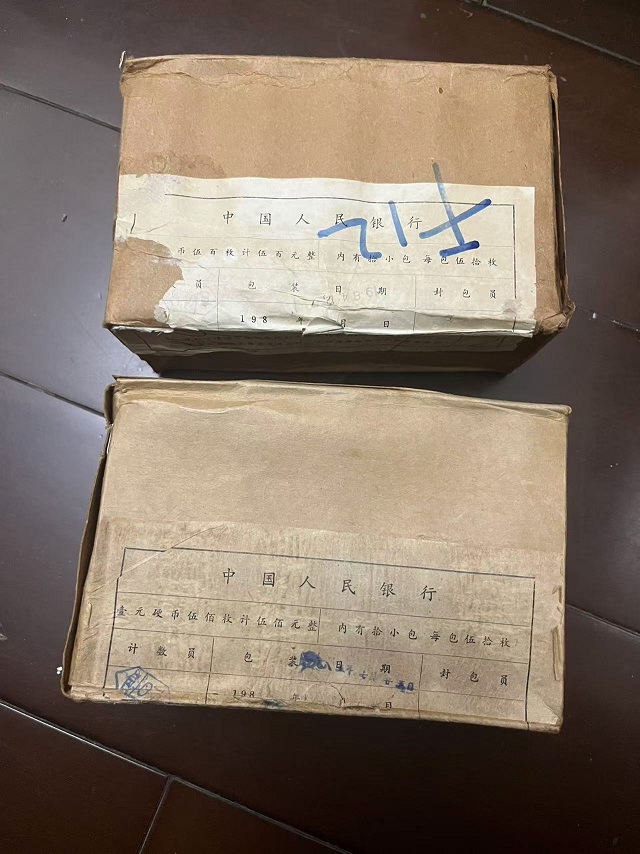 中国人民银行
币伍百枚计伍百元整 内有拾小包 每包伍拾枚
员 包装日期 封包员
198 年 月 日
中国人民银行
壹元硬币伍佰枚计伍佰元整 内有拾小包 每包伍拾枚
计数员 包装日期 封包员
198 年 月 日